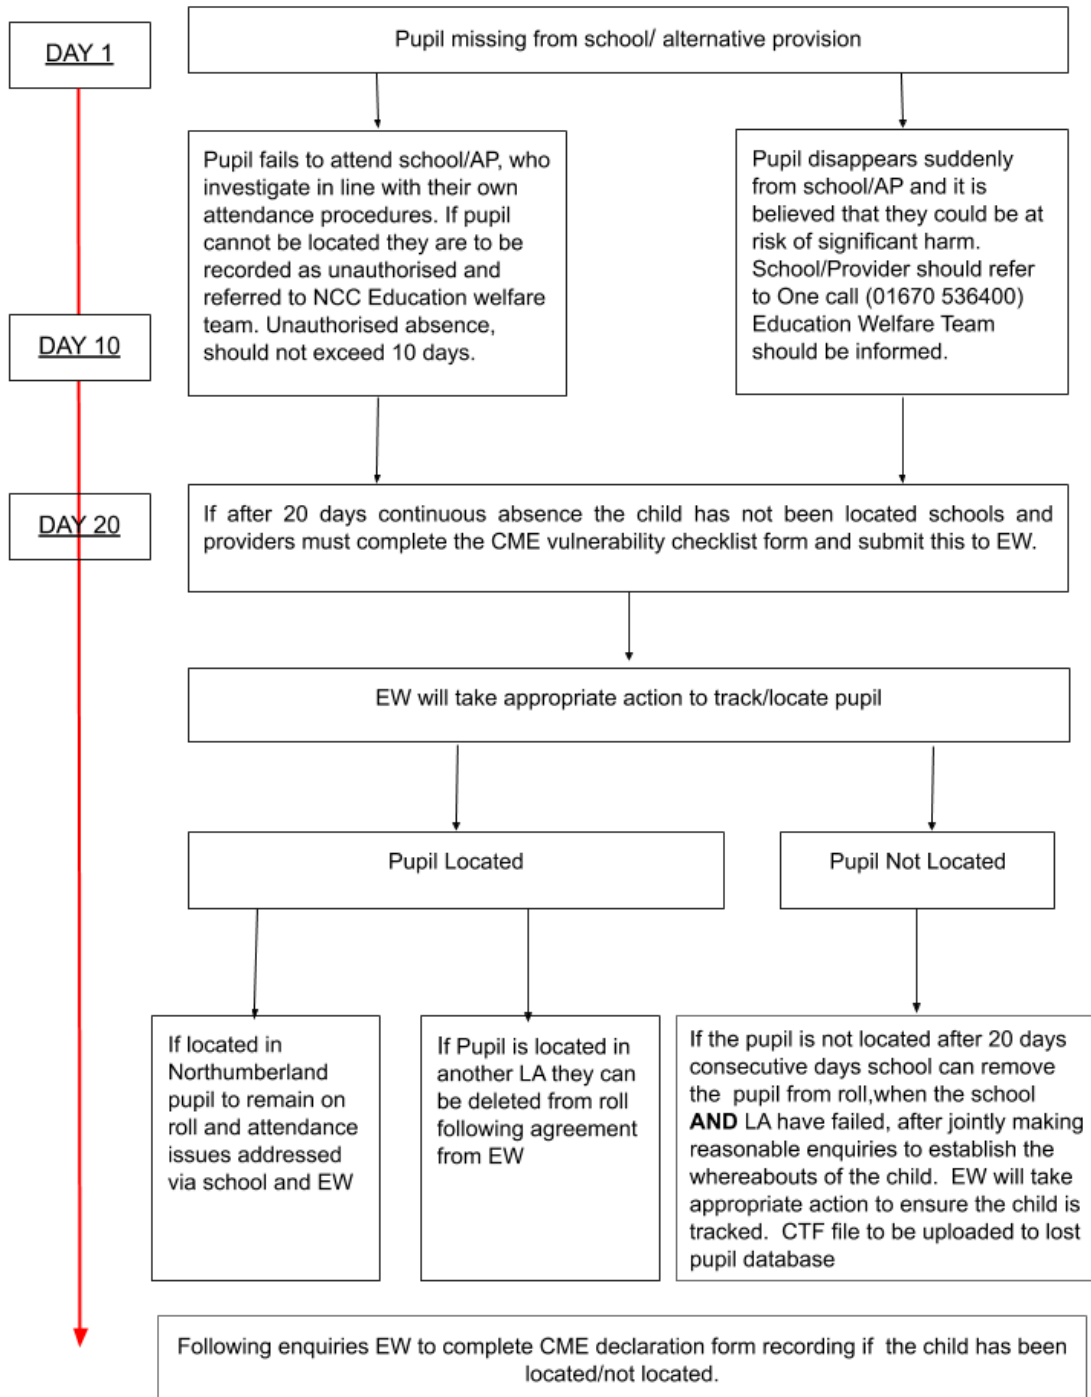 DAY 1
Pupil missing from school/ alternative provision
Pupil fails to attend school/AP, who
investigate in line with their own
attendance procedures. If pupil
cannot be located they are to be
recorded as unauthorised and
referred to NCC Education welfare
team. Unauthorised absence,
should not exceed 10 days.
Pupil disappears suddenly
from school/AP and it is
believed that they could be at
risk of significant harm.
School/Provider should refer
to One call (01670 536400)
Education Welfare Team
should be informed.
DAY 10
DAY 20
If after 20 days continuous absence the child has not been located schools and
providers must complete the CME vulnerability checklist form and submit this to EW.
EW will take appropriate action to track/locate pupil
Pupil Located
Pupil Not Located
If located in
Northumberland
pupil to remain on
roll and attendance
issues addressed
via school and EW
If Pupil is located in
another LA they can
be deleted from roll
following agreement
from EW
If the pupil is not located after 20 days
consecutive days school can remove
the pupil from roll,when the school
AND LA have failed, after jointly making
reasonable enquiries to establish the
whereabouts of the child. EW will take
appropriate action to ensure the child is
tracked. CTF file to be uploaded to lost
pupil database
Following enquiries EW to complete CME declaration form recording if the child has been
located/not located.